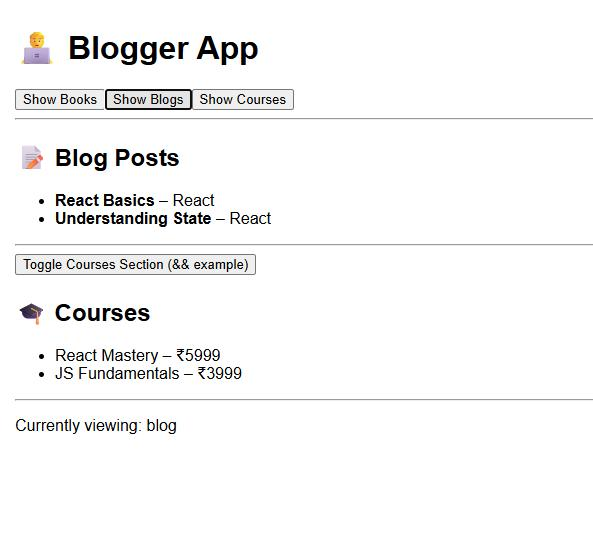 Blogger App
Show Books Show Blogs Show Courses
Blog Posts
React Basics – React
Understanding State – React
Toggle Courses Section (&& example)
Courses
React Mastery – ₹5999
JS Fundamentals – ₹3999
Currently viewing: blog